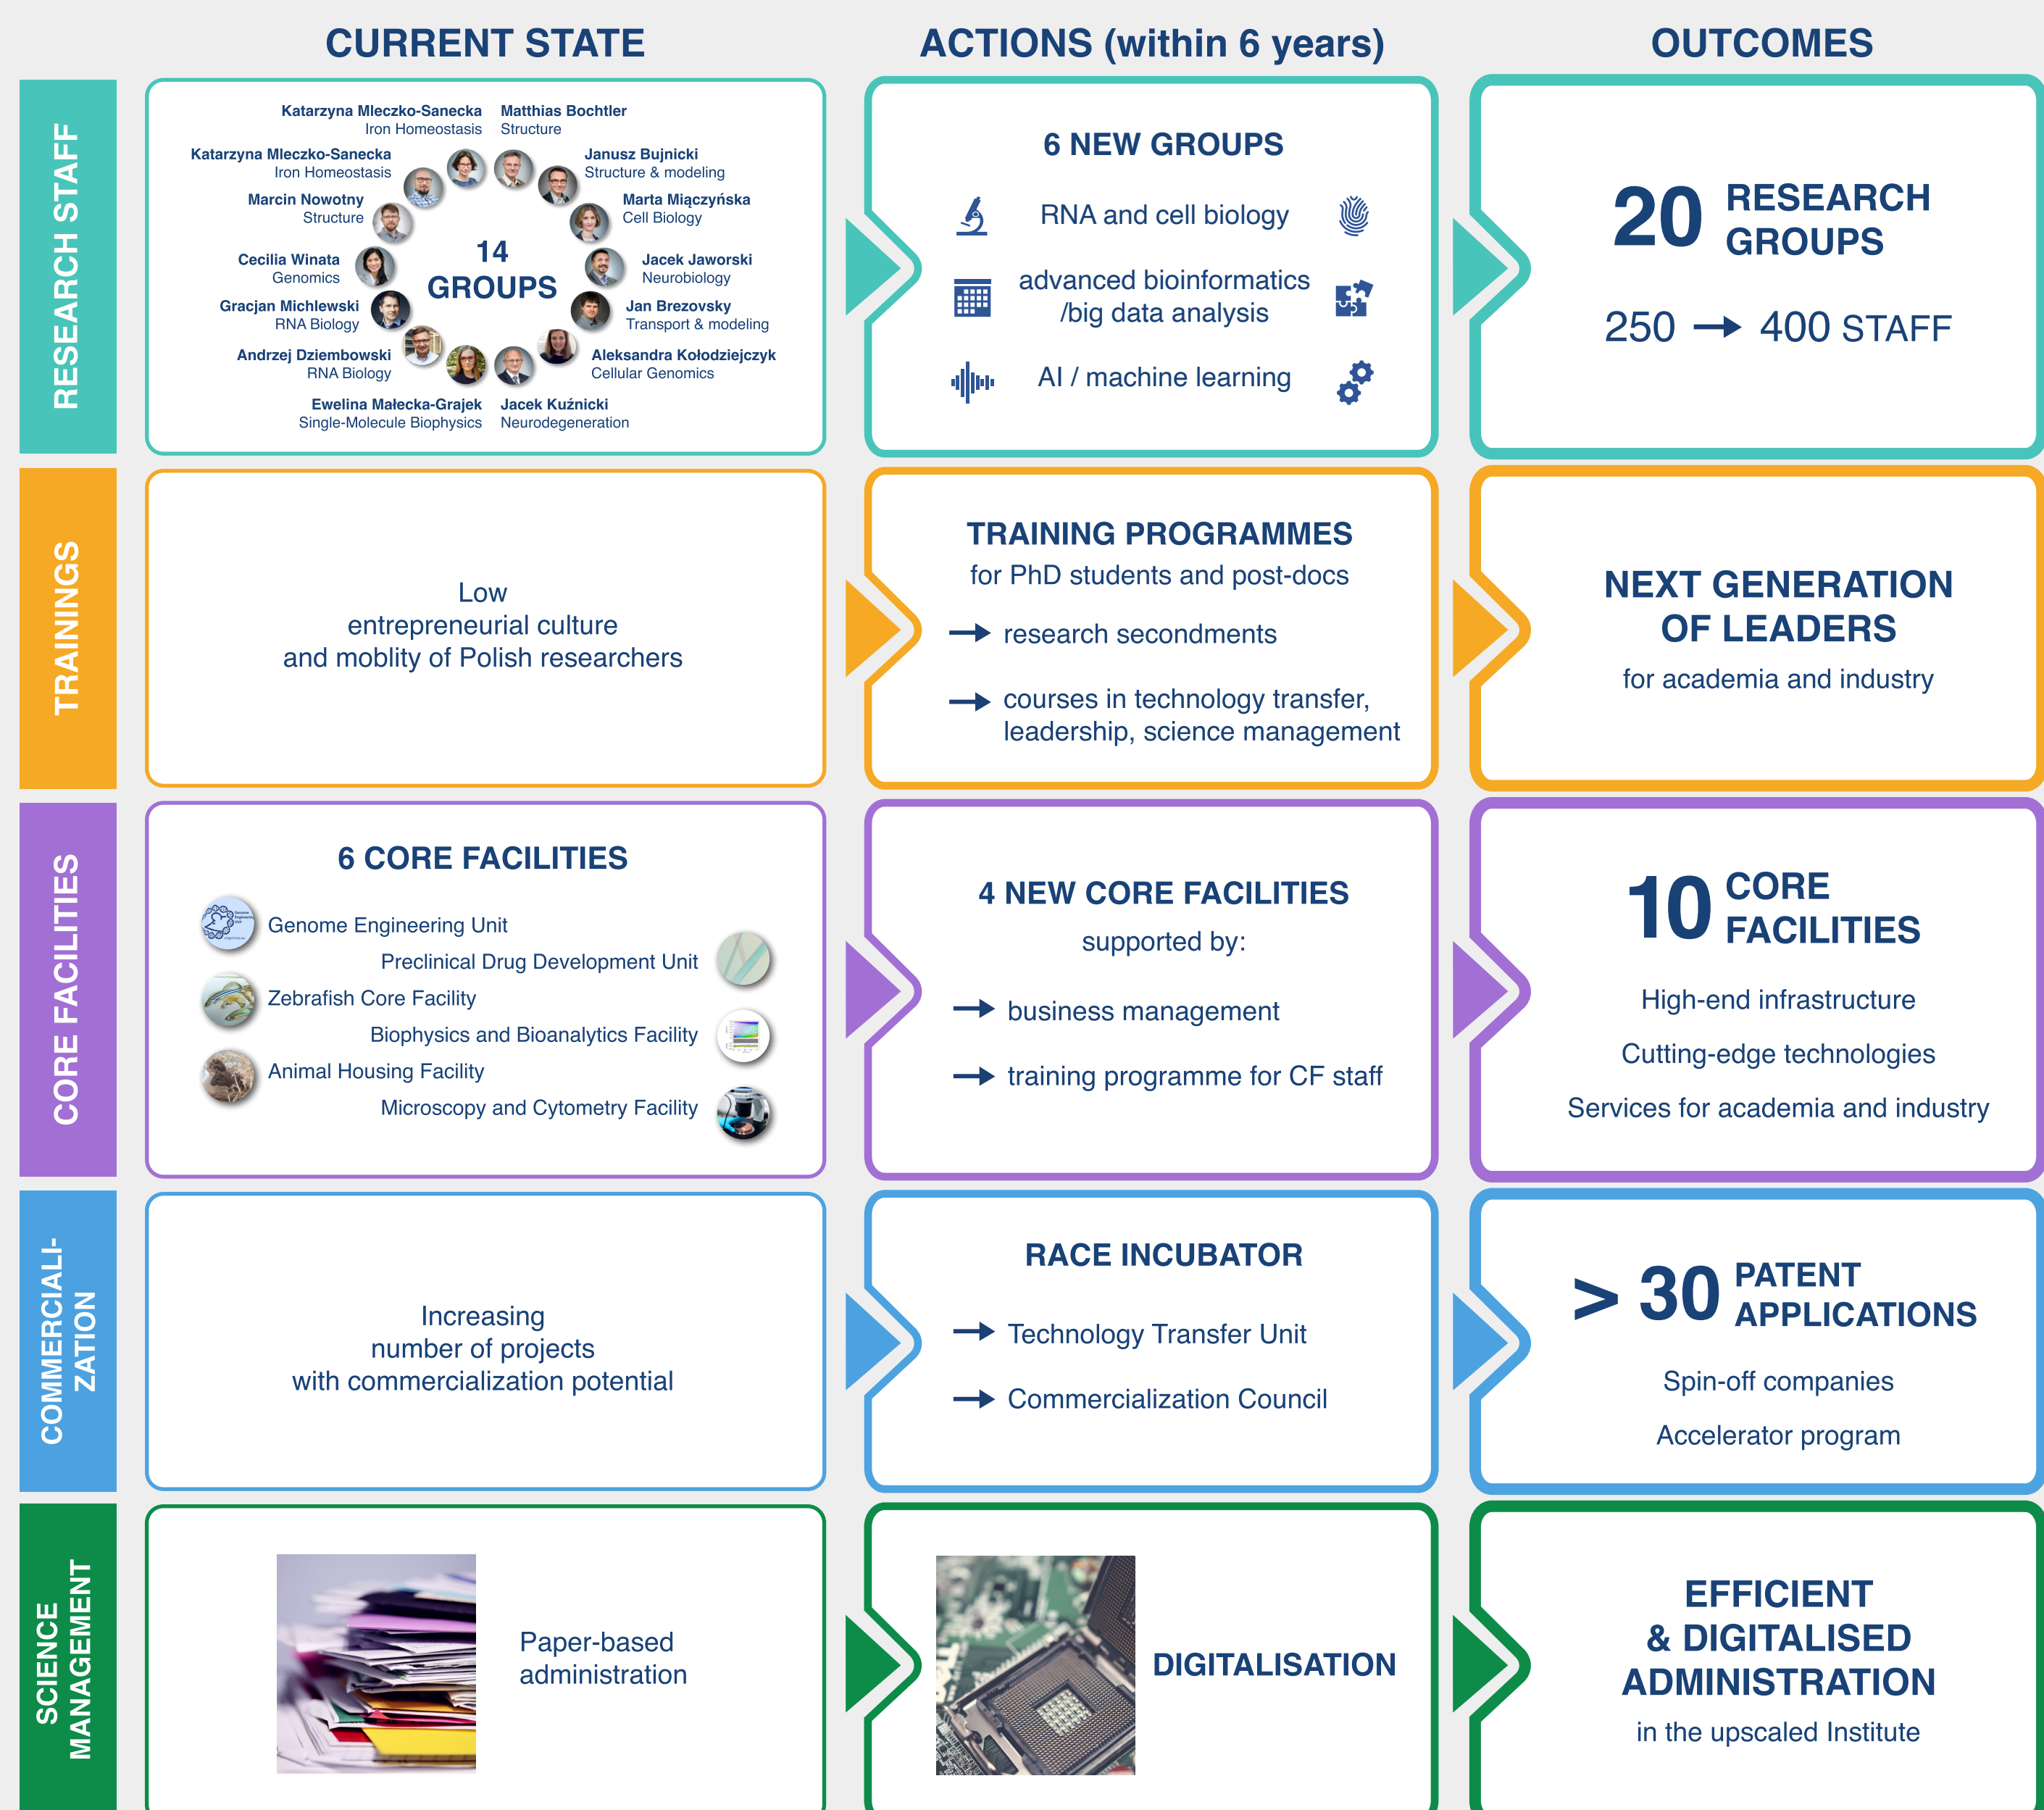 CURRENT STATE
ACTIONS (within 6 years)
OUTCOMES
RESEARCH STAFF
Katarzyna Mleczko-Sanecka
Iron Homeostasis
Matthias Bochtler
Structure
Katarzyna Mleczko-Sanecka
Iron Homeostasis
Janusz Bujnicki
Structure & modeling
Marcin Nowotny
Structure
Marta Miączyńska
Cell Biology
Cecilia Winata
Genomics
Jacek Jaworski
Neurobiology
Gracjan Michlewski
RNA Biology
Jan Brezovsky
Transport & modeling
Andrzej Dziembowski
RNA Biology
Aleksandra Kołodziejczyk
Cellular Genomics
Ewelina Małecka-Grajek
Single-Molecule Biophysics
Jacek Kuźnicki
Neurodegeneration
14
GROUPS
6 NEW GROUPS
RNA and cell biology
advanced bioinformatics
/big data analysis
AI / machine learning
20 RESEARCH
GROUPS
250 → 400 STAFF
TRAININGS
Low
entrepreneurial culture
and moblity of Polish researchers
TRAINING PROGRAMMES
for PhD students and post-docs
→ research secondments
→ courses in technology transfer,
leadership, science management
NEXT GENERATION
OF LEADERS
for academia and industry
CORE FACILITIES
6 CORE FACILITIES
Genome Engineering Unit
Preclinical Drug Development Unit
Zebrafish Core Facility
Biophysics and Bioanalytics Facility
Animal Housing Facility
Microscopy and Cytometry Facility
4 NEW CORE FACILITIES
supported by:
→ business management
→ training programme for CF staff
10 CORE
FACILITIES
High-end infrastructure
Cutting-edge technologies
Services for academia and industry
COMMERCIALI-
ZATION
Increasing
number of projects
with commercialization potential
RACE INCUBATOR
→ Technology Transfer Unit
→ Commercialization Council
> 30 PATENT
APPLICATIONS
Spin-off companies
Accelerator program
SCIENCE
MANAGEMENT
Paper-based
administration
DIGITALISATION
EFFICIENT
& DIGITALISED
ADMINISTRATION
in the upscaled Institute